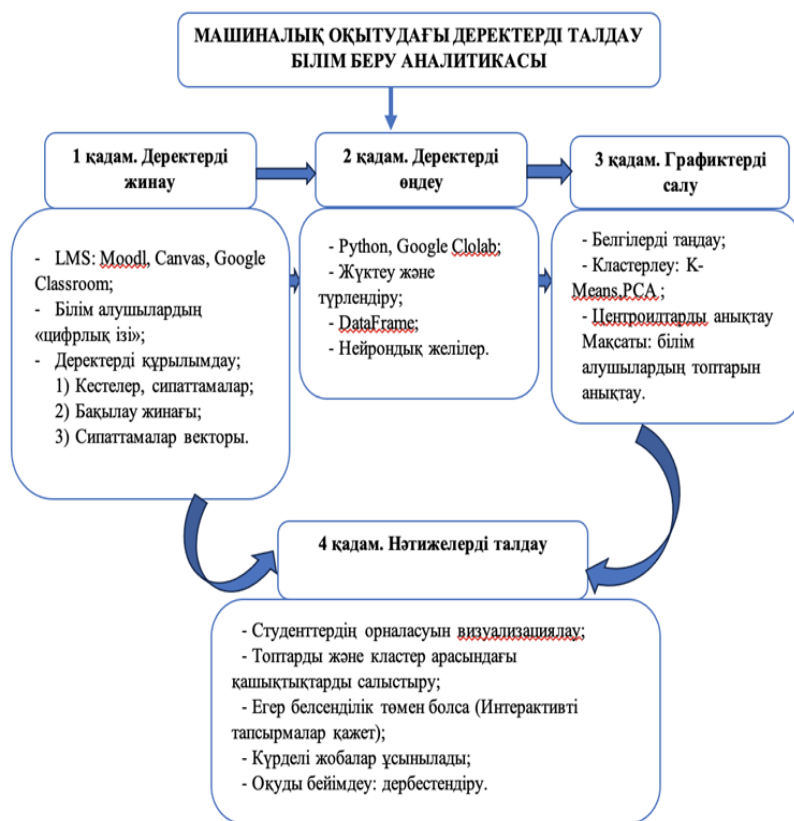 МАШИНАЛЫҚ ОҚЫТУДАҒЫ ДЕРЕКТЕРДІ ТАЛДАУ
БІЛІМ БЕРУ АНАЛИТИКАСЫ
1 қадам. Деректерді
жинау
- LMS: Moodl, Canvas, Google
Classroom;
- Білім алушылардың
«цифрлық ізі»;
- Деректерді құрылымдау:
1) Кестелер, сипаттамалар;
2) Бақылау жинағы;
3) Сипаттамалар векторы.
2 қадам. Деректерді
өңдеу
- Python, Google Clolab;
- Жүктеу және
түрлендіру;
- DataFrame;
- Нейрондық желілер.
3 қадам. Графиктерді
салу
- Белгілерді таңдау;
- Кластерлеу: K-
Means,PCA ;
- Центроидтарды анықтау
Мақсаты: білім
алушылардың топтарын
анықтау.
4 қадам. Нәтижелерді талдау
- Студенттердің орналасуын визуализациялау;
- Топтарды және кластер арасындағы
қашықтықтарды салыстыру;
- Егер белсенділік төмен болса (Интерактивті
тапсырмалар қажет);
- Күрделі жобалар ұсынылады;
- Оқуды бейімдеу: дербестендіру.